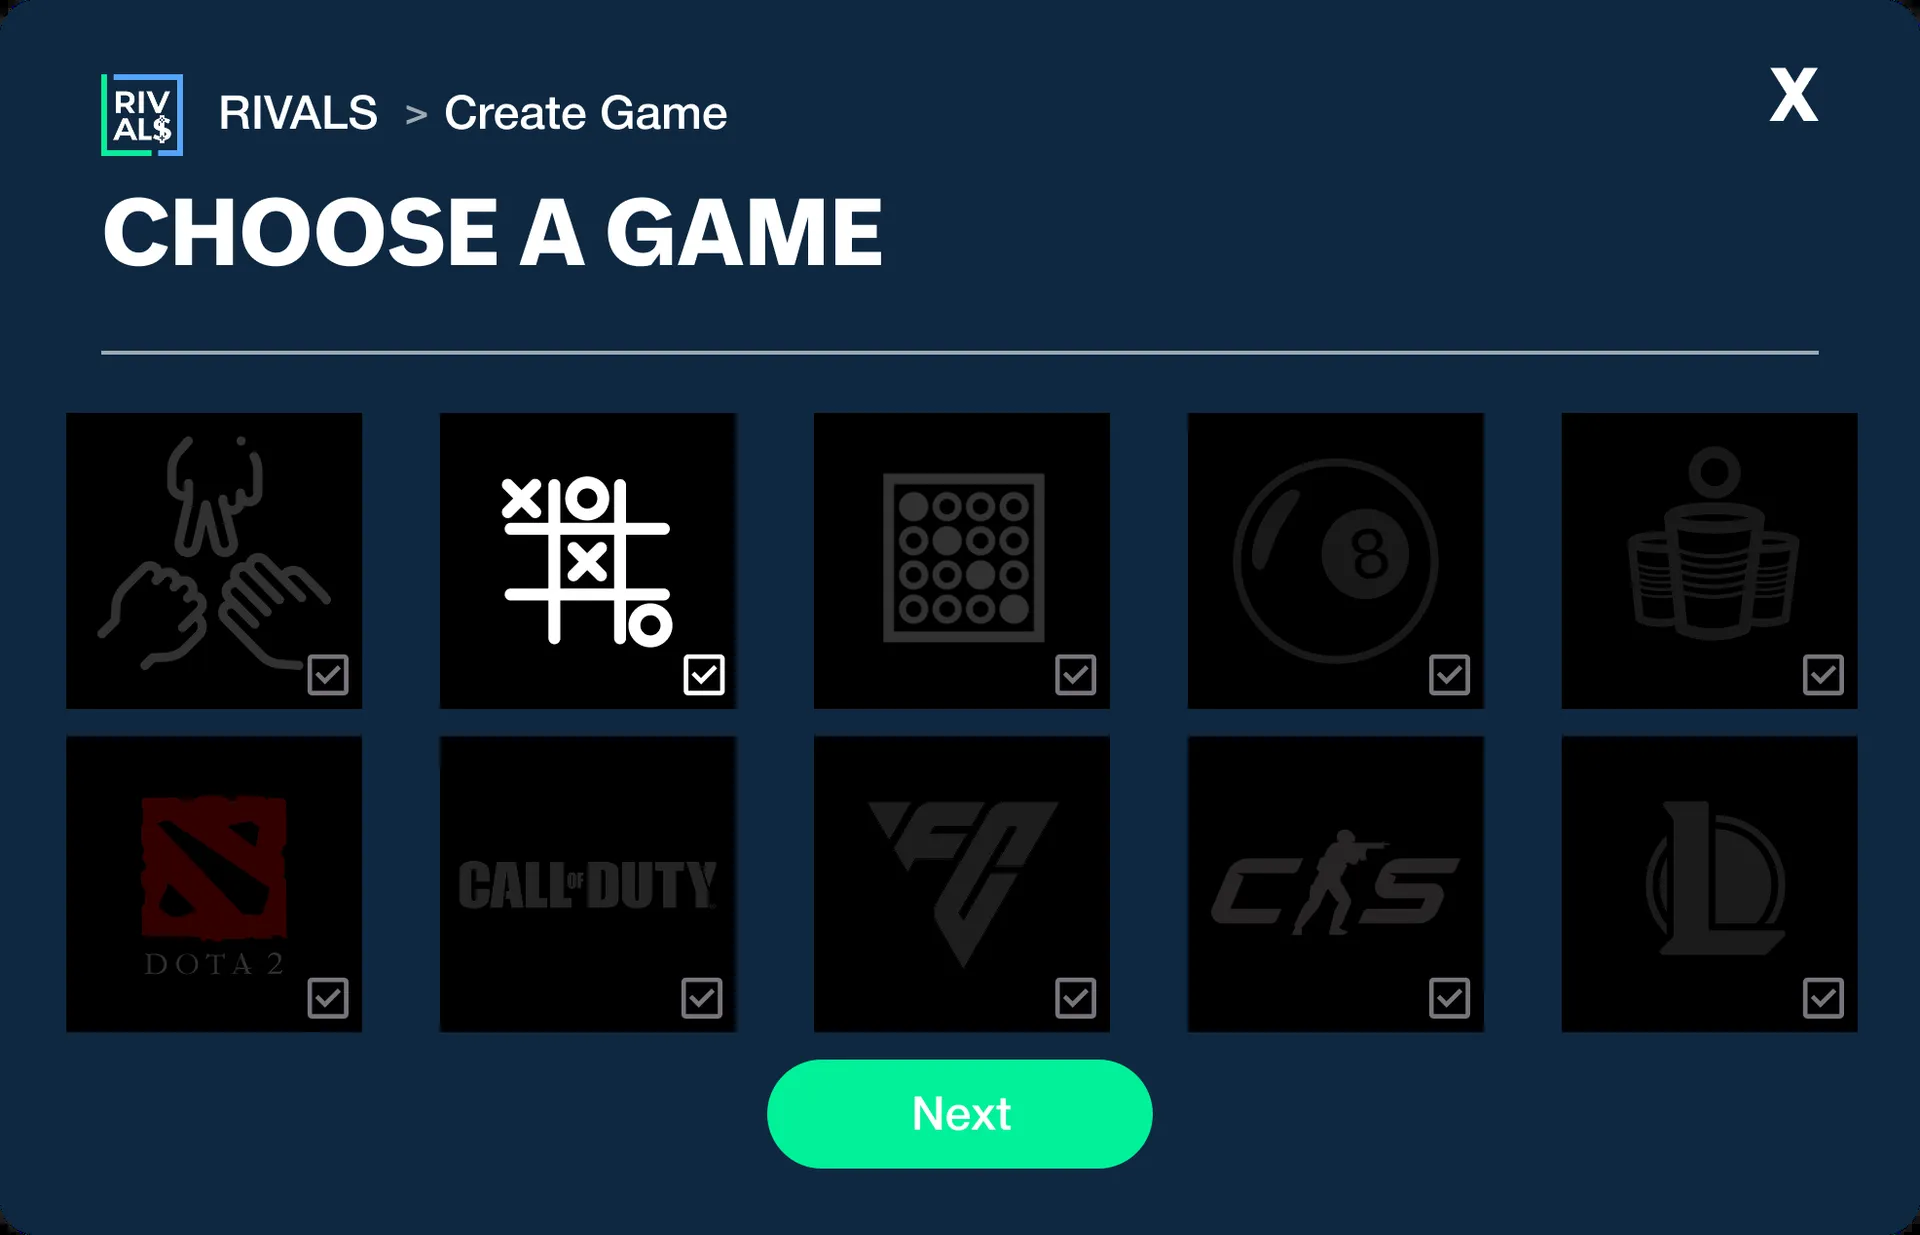 RIV
AL$
RIVALS > Create Game
X
CHOOSE A GAME
8
DOTA 2
CALL OF DUTY
FC
CS
L
Next